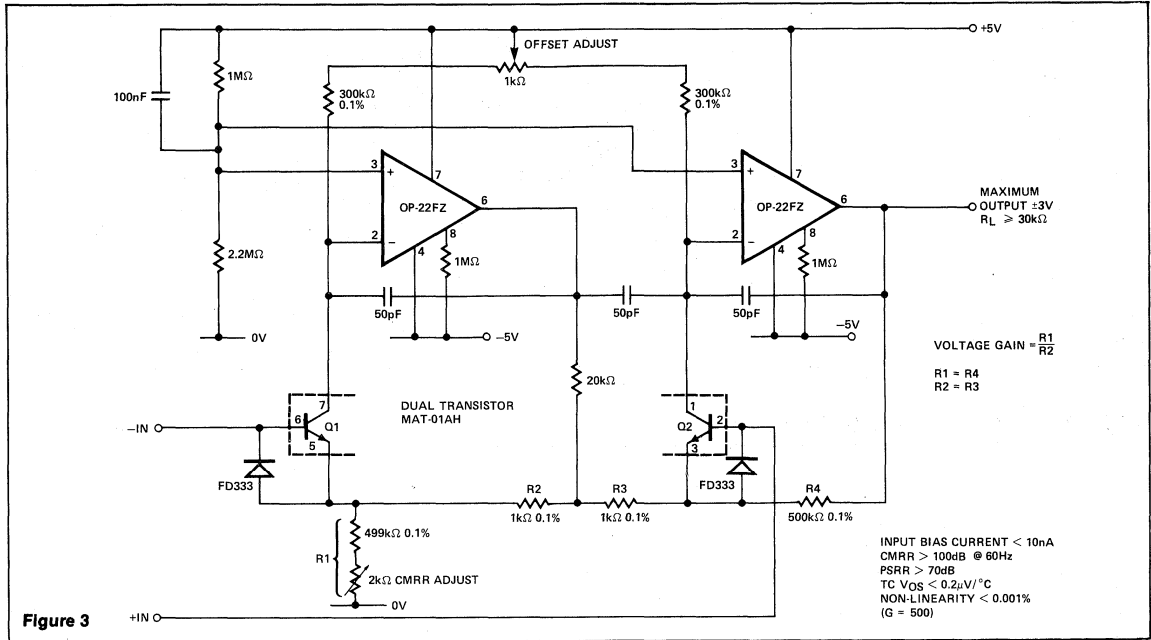 +5V
OFFSET ADJUST
1kΩ
1MΩ
100nF
300kΩ
0.1%
300kΩ
0.1%
3
+
7
OP-22FZ
6
2
−
4
8
1MΩ
3
+
7
OP-22FZ
6
2
−
4
8
1MΩ
MAXIMUM
OUTPUT ±3V
RL ⩾ 30kΩ
2.2MΩ
0V
50pF
50pF
50pF
−5V
−5V
VOLTAGE GAIN = R1/R2
R1 = R4
R2 = R3
20kΩ
DUAL TRANSISTOR
MAT-01AH
−IN
7
6
Q1
5
FD333
1
Q2
2
3
FD333
R2
1kΩ 0.1%
R3
1kΩ 0.1%
R4
500kΩ 0.1%
R1
499kΩ 0.1%
2kΩ CMRR ADJUST
0V
INPUT BIAS CURRENT < 10nA
CMRR > 100dB @ 60Hz
PSRR > 70dB
TC VOS < 0.2μV/°C
NON-LINEARITY < 0.001%
(G = 500)
Figure 3
+IN